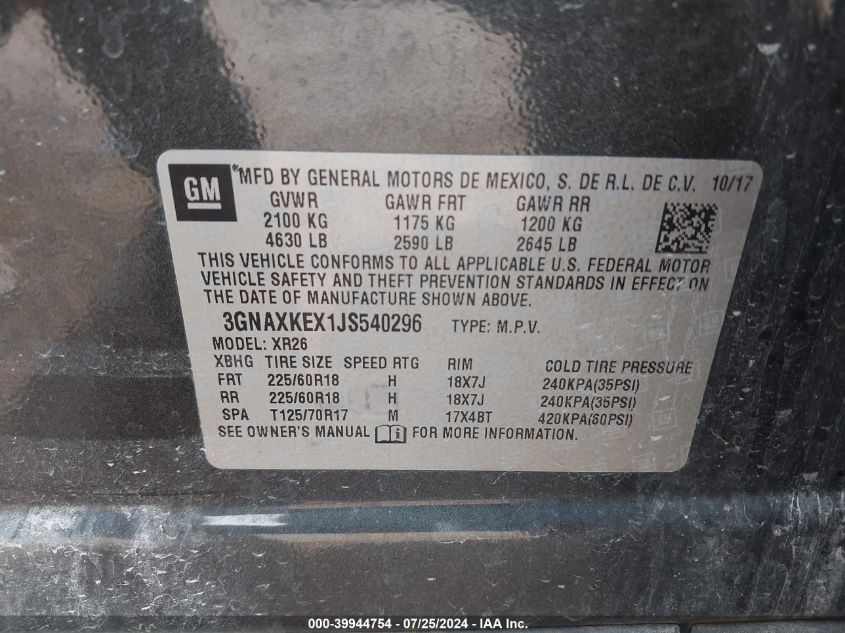 GM
MFD BY GENERAL MOTORS DE MEXICO, S. DE R.L. DE C.V. 10/17
GVWR GAWR FRT GAWR RR
2100 KG 1175 KG 1200 KG
4630 LB 2590 LB 2645 LB
THIS VEHICLE CONFORMS TO ALL APPLICABLE U.S. FEDERAL MOTOR
VEHICLE SAFETY AND THEFT PREVENTION STANDARDS IN EFFECT ON
THE DATE OF MANUFACTURE SHOWN ABOVE.
3GNAXKEX1JS540296 TYPE: M.P.V.
MODEL: XR26
XBHG TIRE SIZE SPEED RTG RIM COLD TIRE PRESSURE
FRT 225/60R18 H 18X7J 240KPA(35PSI)
RR 225/60R18 H 18X7J 240KPA(35PSI)
SPA T125/70R17 M 17X4BT 420KPA(60PSI)
SEE OWNER'S MANUAL FOR MORE INFORMATION.
000-39944754 - 07/25/2024 - IAA Inc.